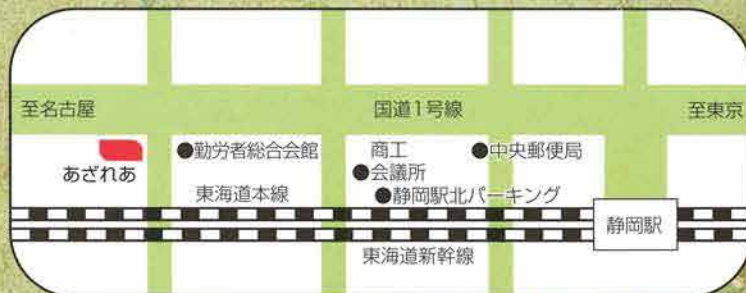 至名古屋
国道1号線
至東京
●勤労者総合会館
商工
●会議所
●中央郵便局
あざれあ
東海道本線
●静岡駅北パーキング
静岡駅
東海道新幹線